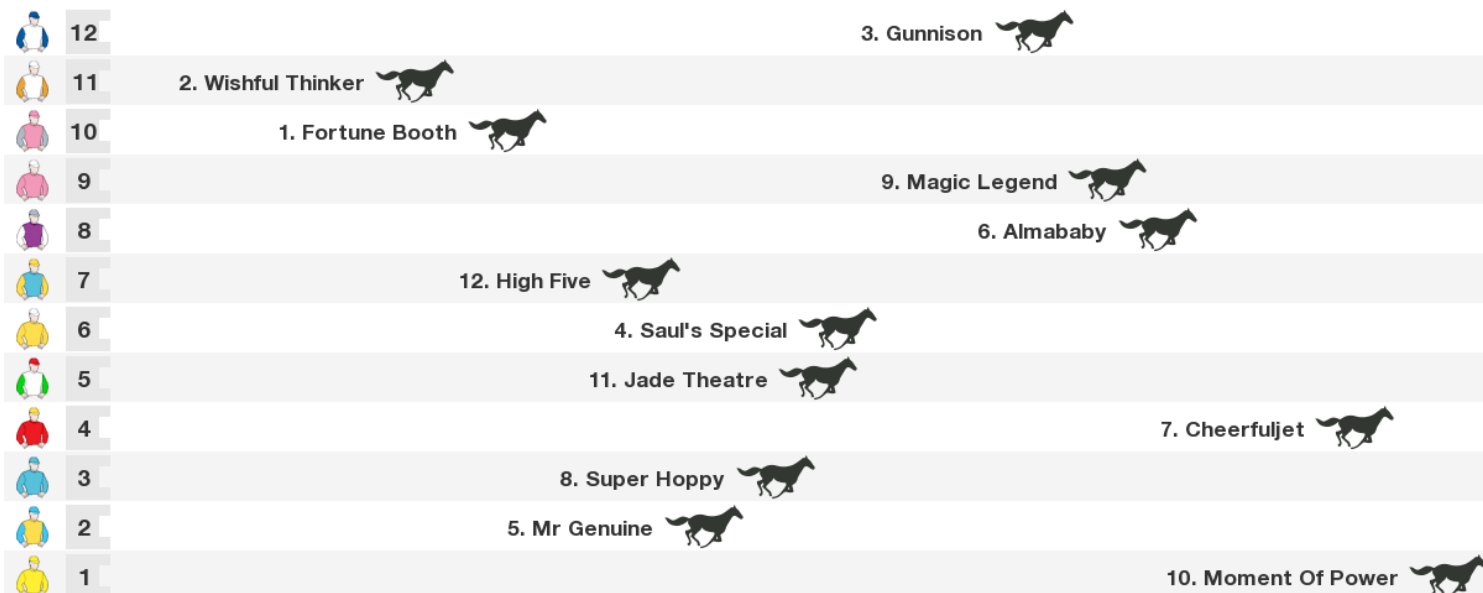 12 3. Gunnison
11 2. Wishful Thinker
10 1. Fortune Booth
9 9. Magic Legend
8 6. Almababy
7 12. High Five
6 4. Saul's Special
5 11. Jade Theatre
4 7. Cheerfuljet
3 8. Super Hoppy
2 5. Mr Genuine
1 10. Moment Of Power